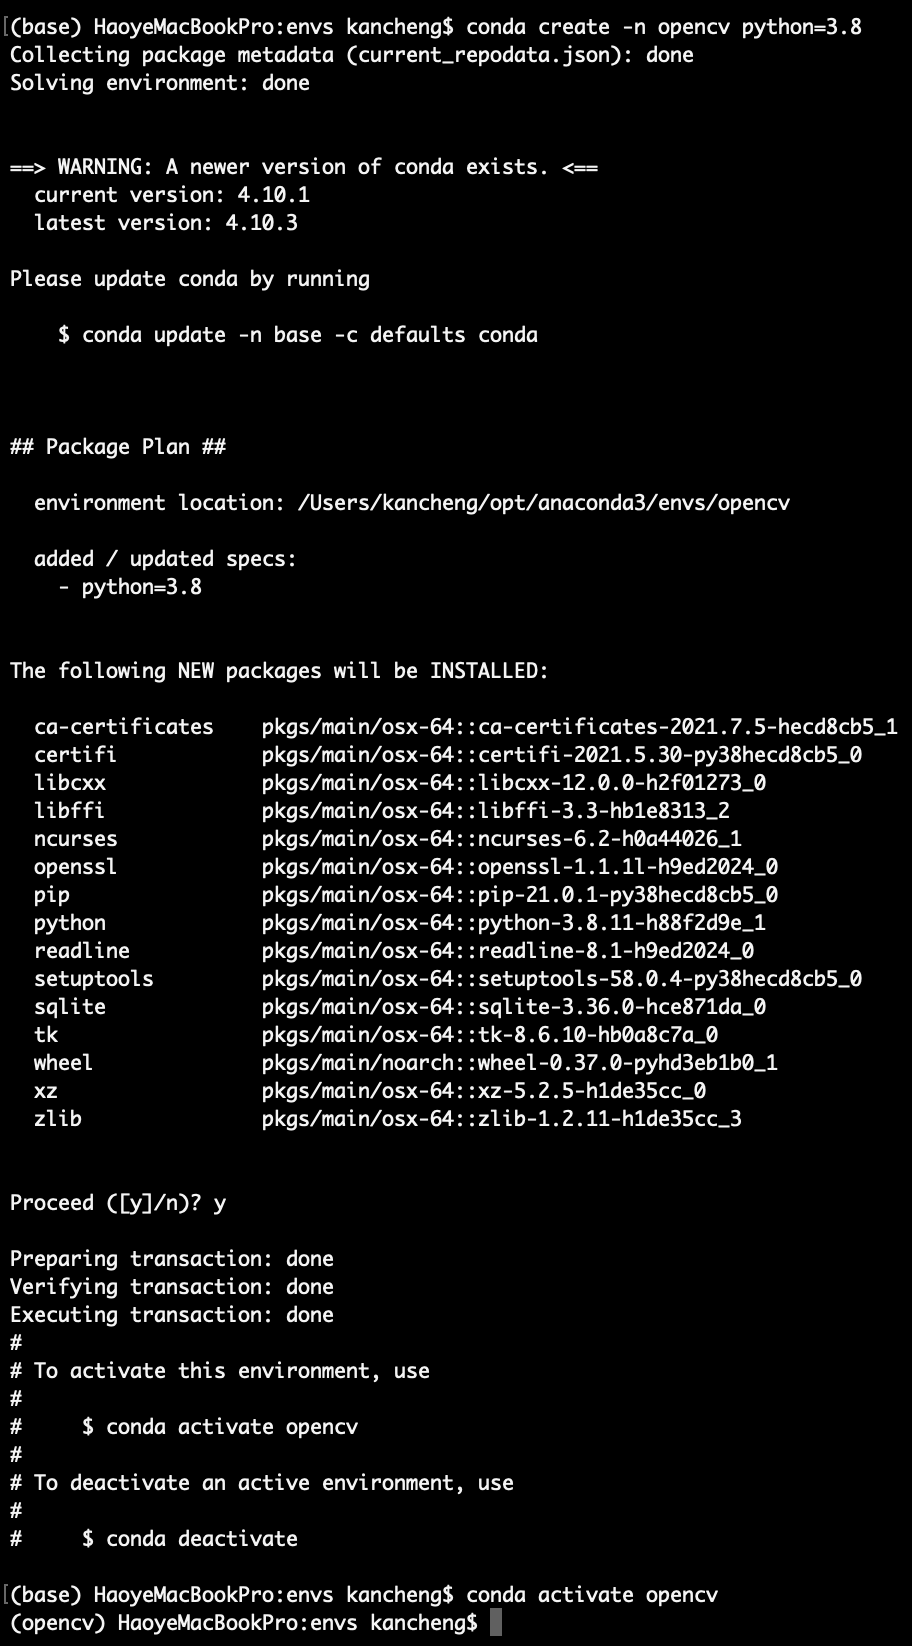 (base) HaoyeMacBookPro:envs kancheng$ conda create -n opencv python=3.8
Collecting package metadata (current_repodata.json): done
Solving environment: done
==> WARNING: A newer version of conda exists. <==
current version: 4.10.1
latest version: 4.10.3
Please update conda by running
$ conda update -n base -c defaults conda
## Package Plan ##
environment location: /Users/kancheng/opt/anaconda3/envs/opencv
added / updated specs:
- python=3.8
The following NEW packages will be INSTALLED:
ca-certificates pkgs/main/osx-64::ca-certificates-2021.7.5-hecd8cb5_1
certifi pkgs/main/osx-64::certifi-2021.5.30-py38hecd8cb5_0
libcxx pkgs/main/osx-64::libcxx-12.0.0-h2f01273_0
libffi pkgs/main/osx-64::libffi-3.3-hb1e8313_2
ncurses pkgs/main/osx-64::ncurses-6.2-h0a44026_1
openssl pkgs/main/osx-64::openssl-1.1.1l-h9ed2024_0
pip pkgs/main/osx-64::pip-21.0.1-py38hecd8cb5_0
python pkgs/main/osx-64::python-3.8.11-h88f2d9e_1
readline pkgs/main/osx-64::readline-8.1-h9ed2024_0
setuptools pkgs/main/osx-64::setuptools-58.0.4-py38hecd8cb5_0
sqlite pkgs/main/osx-64::sqlite-3.36.0-hce871da_0
tk pkgs/main/osx-64::tk-8.6.10-hb0a8c7a_0
wheel pkgs/main/noarch::wheel-0.37.0-pyhd3eb1b0_1
xz pkgs/main/osx-64::xz-5.2.5-h1de35cc_0
zlib pkgs/main/osx-64::zlib-1.2.11-h1de35cc_3
Proceed ([y]/n)? y
Preparing transaction: done
Verifying transaction: done
Executing transaction: done
#
# To activate this environment, use
#
# $ conda activate opencv
#
# To deactivate an active environment, use
#
# $ conda deactivate
(base) HaoyeMacBookPro:envs kancheng$ conda activate opencv
(opencv) HaoyeMacBookPro:envs kancheng$